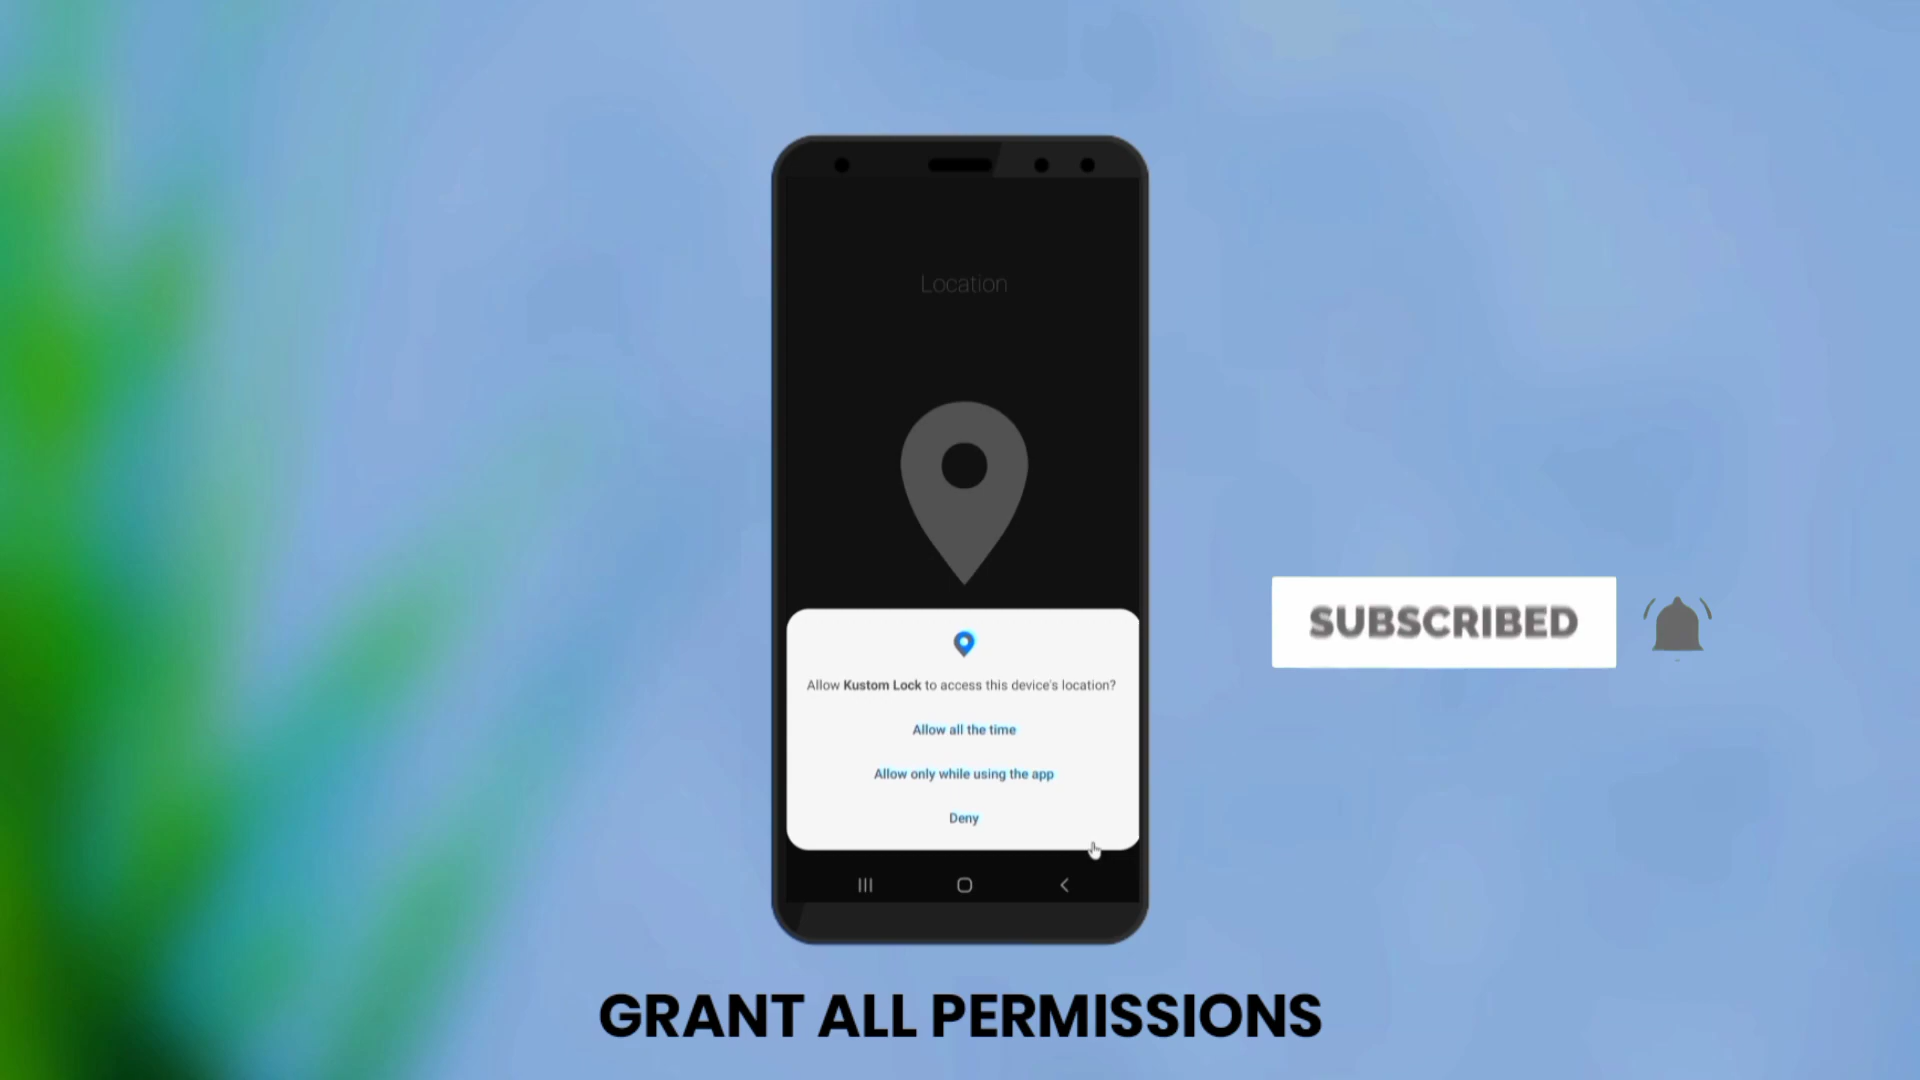 Location
Allow Kustom Lock to access this device's location?
Allow all the time
Allow only while using the app
Deny
SUBSCRIBED
GRANT ALL PERMISSIONS